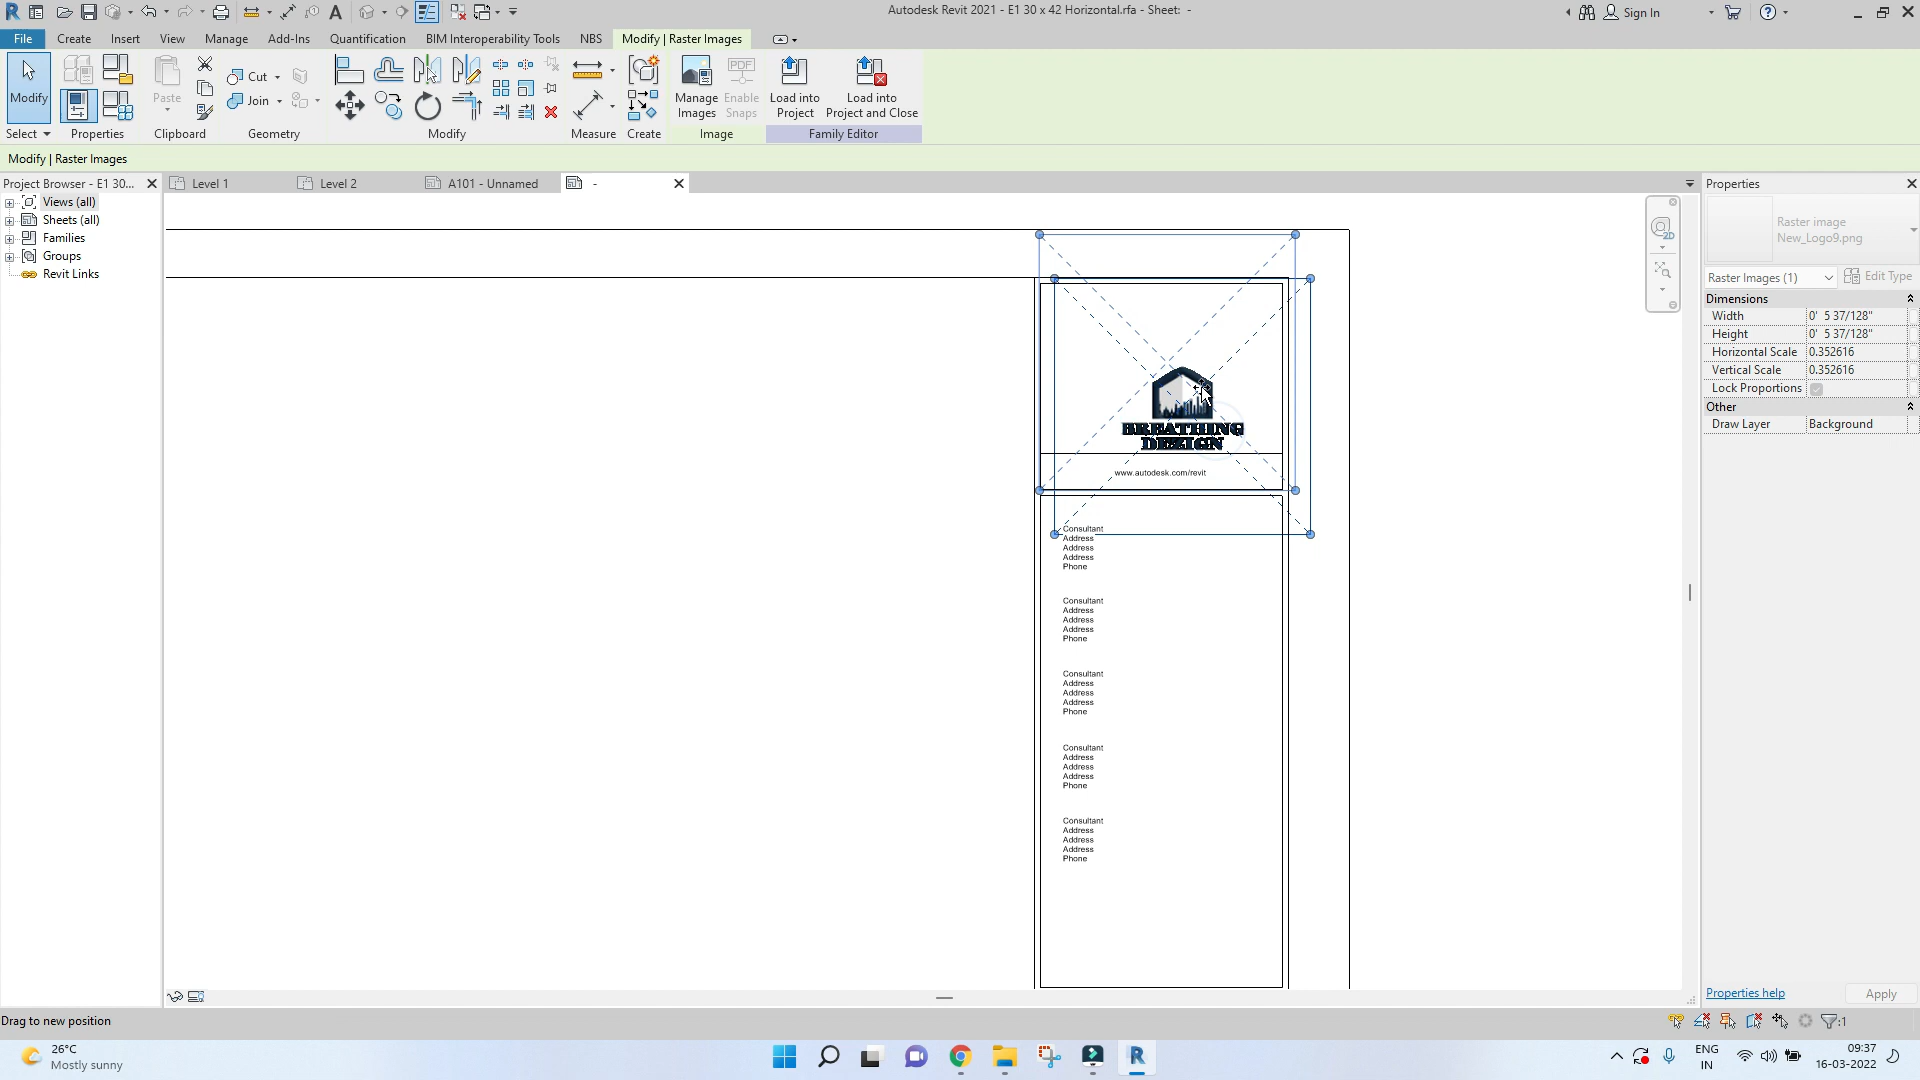 Autodesk Revit 2021 - E1 30 x 42 Horizontal.rfa - Sheet: -
Sign In
File
Create
Insert
View
Manage
Add-Ins
Quantification
BIM Interoperability Tools
NBS
Modify | Raster Images
Modify
Paste
Cut
Join
Manage
Images
Enable
Snaps
Load into
Project
Load into
Project and Close
Select
Properties
Clipboard
Geometry
Modify
Measure
Create
Image
Family Editor
Modify | Raster Images
Project Browser - E1 30...
Level 1
Level 2
A101 - Unnamed
-
Properties
Views (all)
Sheets (all)
Families
Groups
Revit Links
2D
Raster image
New_Logo9.png
Raster Images (1)
Edit Type
Dimensions
Width 0' 5 37/128"
Height 0' 5 37/128"
Horizontal Scale 0.352616
Vertical Scale 0.352616
Lock Proportions
Other
Draw Layer Background
BREATHING
DEZIGN
www.autodesk.com/revit
Consultant
Address
Address
Address
Phone
Consultant
Address
Address
Address
Phone
Consultant
Address
Address
Address
Phone
Consultant
Address
Address
Address
Phone
Consultant
Address
Address
Address
Phone
Properties help
Apply
Drag to new position
:1
26°C
Mostly sunny
ENG
IN
09:37
16-03-2022